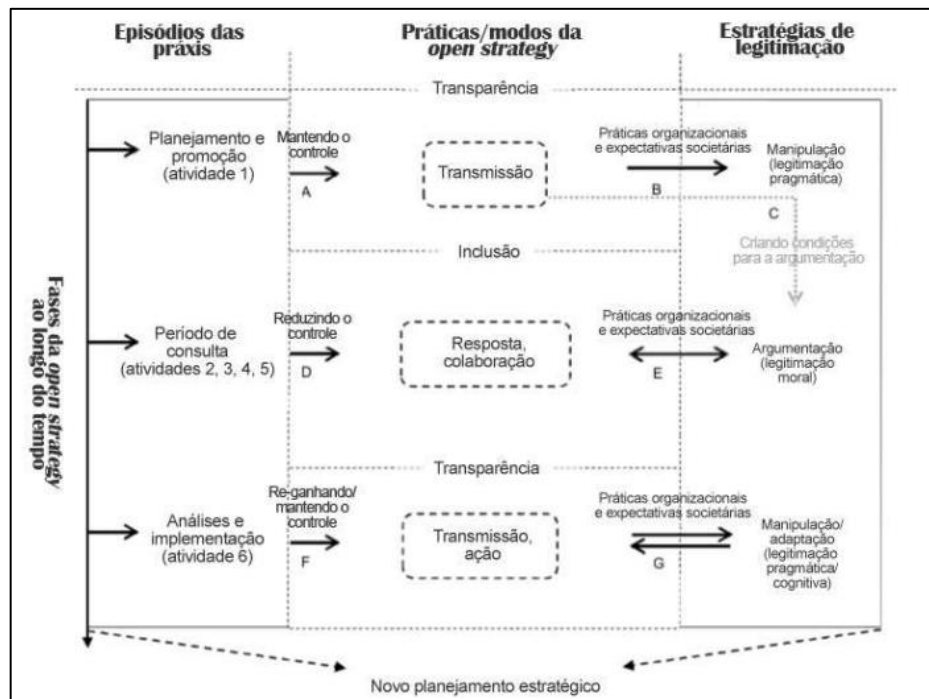 Episódios das
práxis
Práticas/modos da
open strategy
Estratégias de
legitimação
Transparência
Fases da open strategy
ao longo do tempo
Planejamento e
promoção
(atividade 1)
Mantendo o
controle
A
Transmissão
Práticas organizacionais
e expectativas societárias
B
Manipulação
(legitimação
pragmática)
C
Criando condições
para a argumentação
Inclusão
Período de
consulta
(atividades 2, 3, 4, 5)
Reduzindo o
controle
D
Resposta,
colaboração
Práticas organizacionais
e expectativas societárias
E
Argumentação
(legitimação
moral)
Transparência
Análises e
implementação
(atividade 6)
Re-ganhando/
mantendo o
controle
F
Transmissão,
ação
Práticas organizacionais
e expectativas societárias
G
Manipulação/
adaptação
(legitimação
pragmática/
cognitiva)
Novo planejamento estratégico